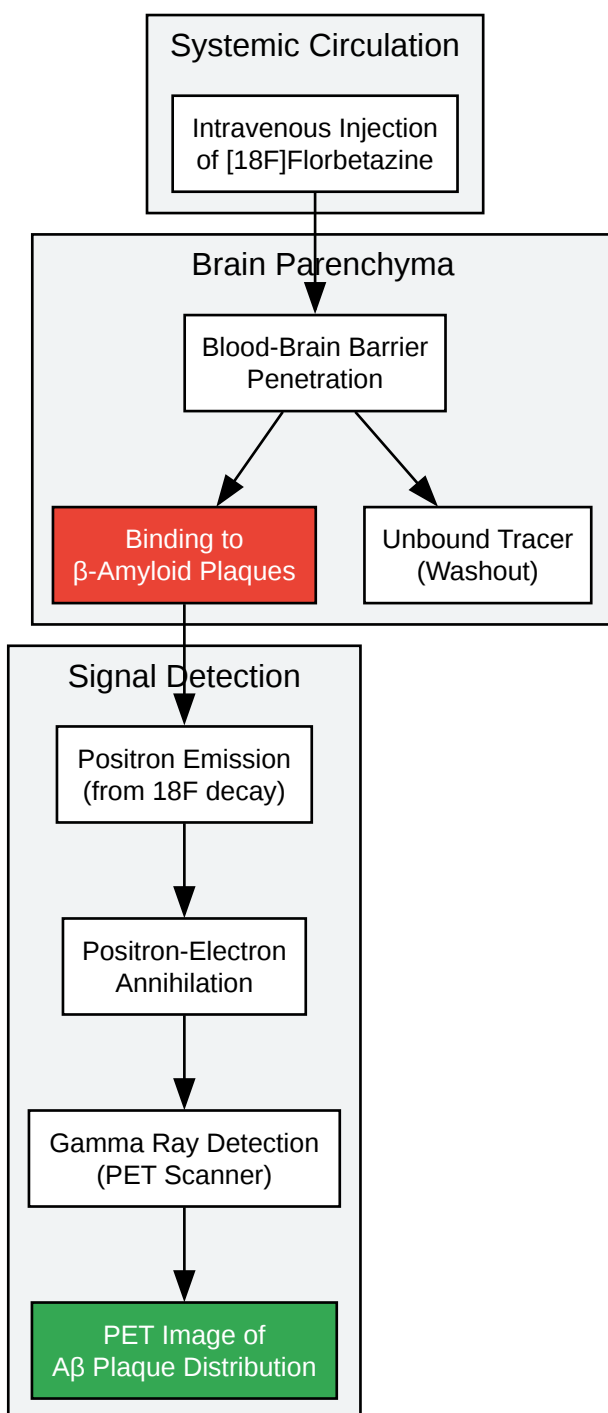 Systemic Circulation
Intravenous Injection
of [18F]Florbetazine
Brain Parenchyma
Blood-Brain Barrier
Penetration
Binding to
β-Amyloid Plaques
Unbound Tracer
(Washout)
Signal Detection
Positron Emission
(from 18F decay)
Positron-Electron
Annihilation
Gamma Ray Detection
(PET Scanner)
PET Image of
Aβ Plaque Distribution